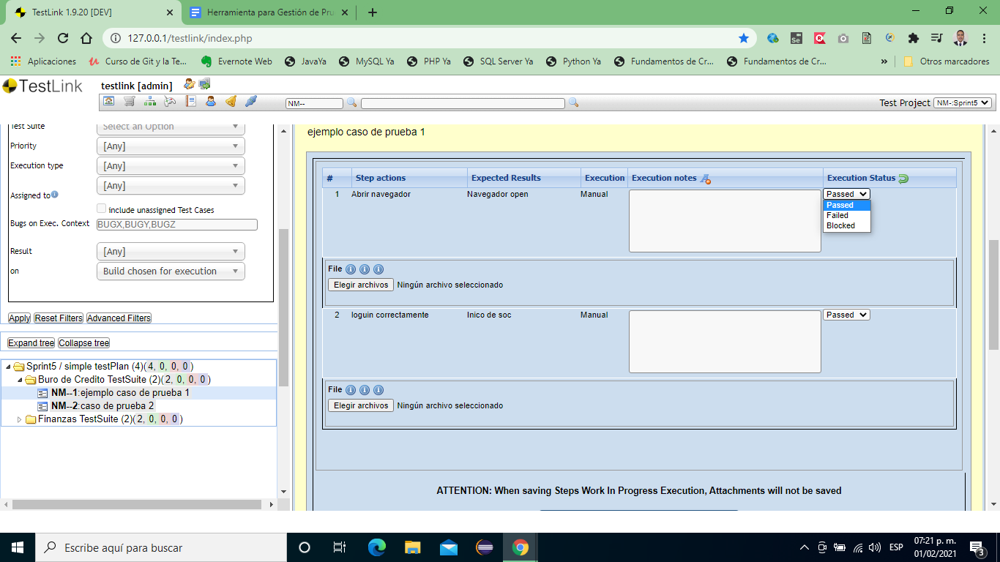 TestLink 1.9.20 [DEV]
Herramienta para Gestión de Pru
127.0.0.1/testlink/index.php
Aplicaciones
Curso de Git y la Te...
Evernote Web
JavaYa
MySQL Ya
PHP Ya
SQL Server Ya
Python Ya
Fundamentos de Cr...
Fundamentos de Cr...
»
Otros marcadores
TestLink
testlink [admin]
NM--
Test Project
NM-:Sprint5
Test Suite
Select an Option
Priority
[Any]
Execution type
[Any]
[Any]
Assigned to
include unassigned Test Cases
Bugs on Exec. Context
BUGX,BUGY,BUGZ
Result
[Any]
on
Build chosen for execution
Apply
Reset Filters
Advanced Filters
Expand tree
Collapse tree
Sprint5 / simple testPlan (4)(4, 0, 0, 0)
Buro de Credito TestSuite (2)(2, 0, 0, 0)
NM--1:ejemplo caso de prueba 1
NM--2:caso de prueba 2
Finanzas TestSuite (2)(2, 0, 0, 0)
ejemplo caso de prueba 1
# Step actions Expected Results Execution Execution notes Execution Status
1 Abrir navegador Navegador open Manual Passed
Passed
Failed
Blocked
File
Elegir archivos Ningún archivo seleccionado
2 loguin correctamente Inico de soc Manual Passed
File
Elegir archivos Ningún archivo seleccionado
ATTENTION: When saving Steps Work In Progress Execution, Attachments will not be saved
Escribe aquí para buscar
ESP
07:21 p. m.
01/02/2021
3